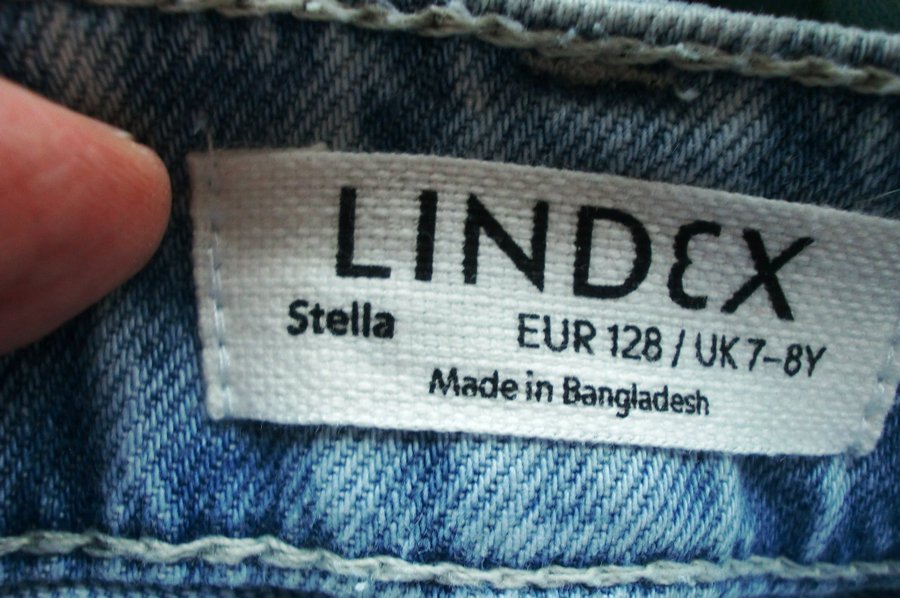 LINDEX
Stella EUR 128 / UK 7-8Y
Made in Bangladesh